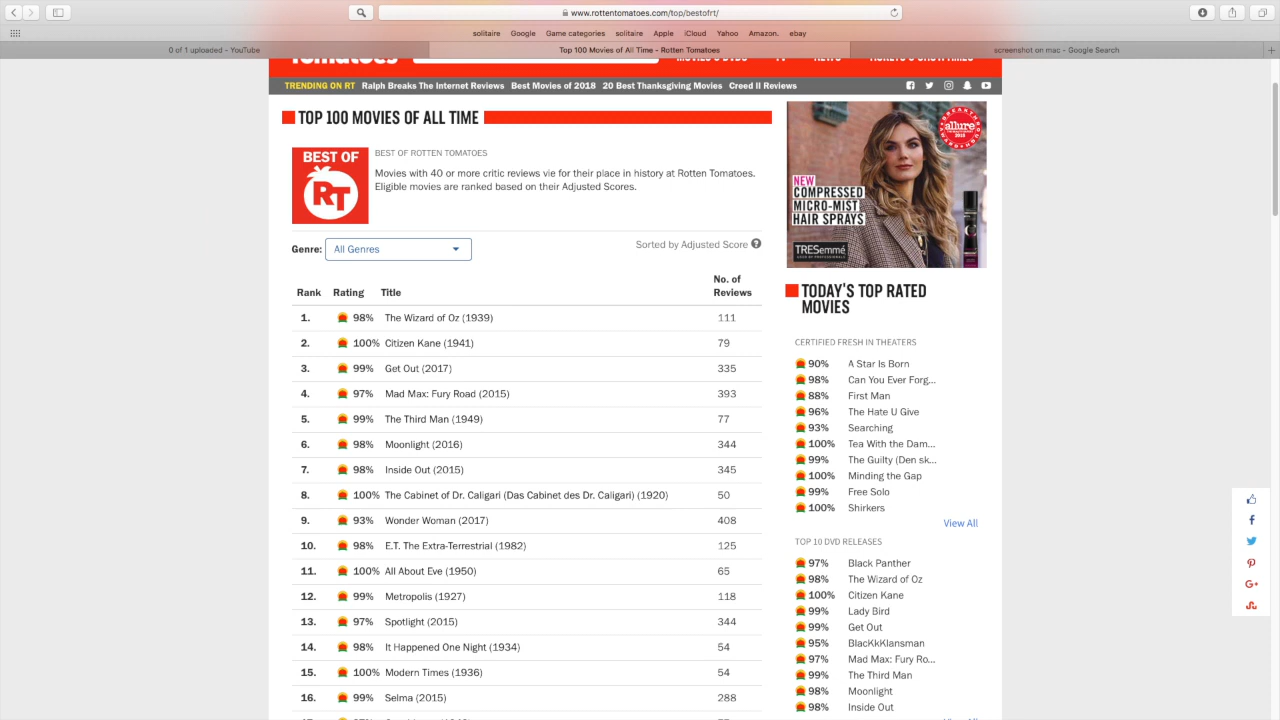 www.rottentomatoes.com/top/bestofrt/
solitaire Google Game categories solitaire Apple iCloud Yahoo Amazon. ebay
0 of 1 uploaded - YouTube
Top 100 Movies of All Time - Rotten Tomatoes
screenshot on mac - Google Search
TRENDING ON RT Ralph Breaks The Internet Reviews Best Movies of 2018 20 Best Thanksgiving Movies Creed II Reviews
TOP 100 MOVIES OF ALL TIME
BEST OF
RT
BEST OF ROTTEN TOMATOES
Movies with 40 or more critic reviews vie for their place in history at Rotten Tomatoes.
Eligible movies are ranked based on their Adjusted Scores.
Genre: All Genres
Sorted by Adjusted Score ?
Rank Rating Title No. of
Reviews
1. 98% The Wizard of Oz (1939) 111
2. 100% Citizen Kane (1941) 79
3. 99% Get Out (2017) 335
4. 97% Mad Max: Fury Road (2015) 393
5. 99% The Third Man (1949) 77
6. 98% Moonlight (2016) 344
7. 98% Inside Out (2015) 345
8. 100% The Cabinet of Dr. Caligari (Das Cabinet des Dr. Caligari) (1920) 50
9. 93% Wonder Woman (2017) 408
10. 98% E.T. The Extra-Terrestrial (1982) 125
11. 100% All About Eve (1950) 65
12. 99% Metropolis (1927) 118
13. 97% Spotlight (2015) 344
14. 98% It Happened One Night (1934) 54
15. 100% Modern Times (1936) 54
16. 99% Selma (2015) 288
allure
NEW
COMPRESSED
MICRO-MIST
HAIR SPRAYS
TRESemmé
USED BY PROFESSIONALS
TODAY'S TOP RATED
MOVIES
CERTIFIED FRESH IN THEATERS
90% A Star Is Born
98% Can You Ever Forg...
88% First Man
96% The Hate U Give
93% Searching
100% Tea With the Dam...
99% The Guilty (Den sk...
100% Minding the Gap
99% Free Solo
100% Shirkers
View All
TOP 10 DVD RELEASES
97% Black Panther
98% The Wizard of Oz
100% Citizen Kane
99% Lady Bird
99% Get Out
95% BlacKkKlansman
97% Mad Max: Fury Ro...
99% The Third Man
98% Moonlight
98% Inside Out